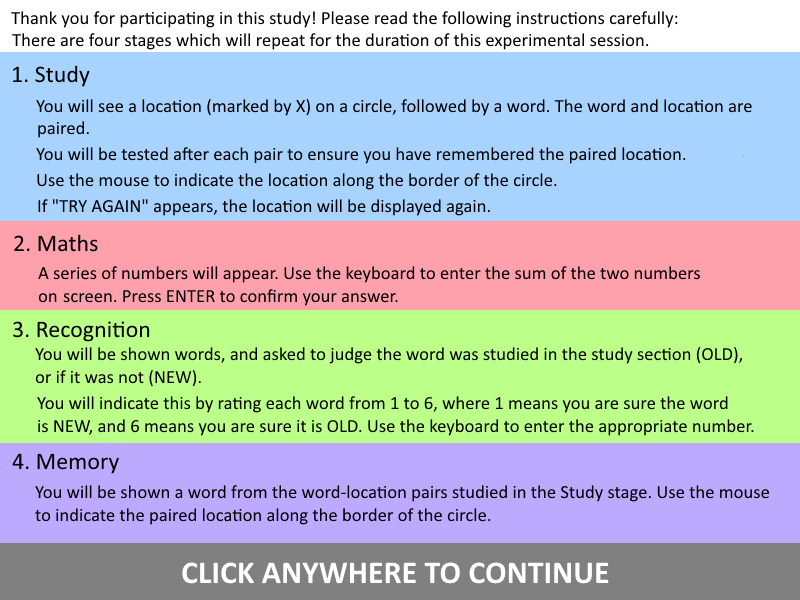 Thank you for participating in this study! Please read the following instructions carefully:
There are four stages which will repeat for the duration of this experimental session.
1. Study
You will see a location (marked by X) on a circle, followed by a word. The word and location are
paired.
You will be tested after each pair to ensure you have remembered the paired location.
Use the mouse to indicate the location along the border of the circle.
If "TRY AGAIN" appears, the location will be displayed again.
2. Maths
A series of numbers will appear. Use the keyboard to enter the sum of the two numbers
on screen. Press ENTER to confirm your answer.
3. Recognition
You will be shown words, and asked to judge the word was studied in the study section (OLD),
or if it was not (NEW).
You will indicate this by rating each word from 1 to 6, where 1 means you are sure the word
is NEW, and 6 means you are sure it is OLD. Use the keyboard to enter the appropriate number.
4. Memory
You will be shown a word from the word-location pairs studied in the Study stage. Use the mouse
to indicate the paired location along the border of the circle.
CLICK ANYWHERE TO CONTINUE